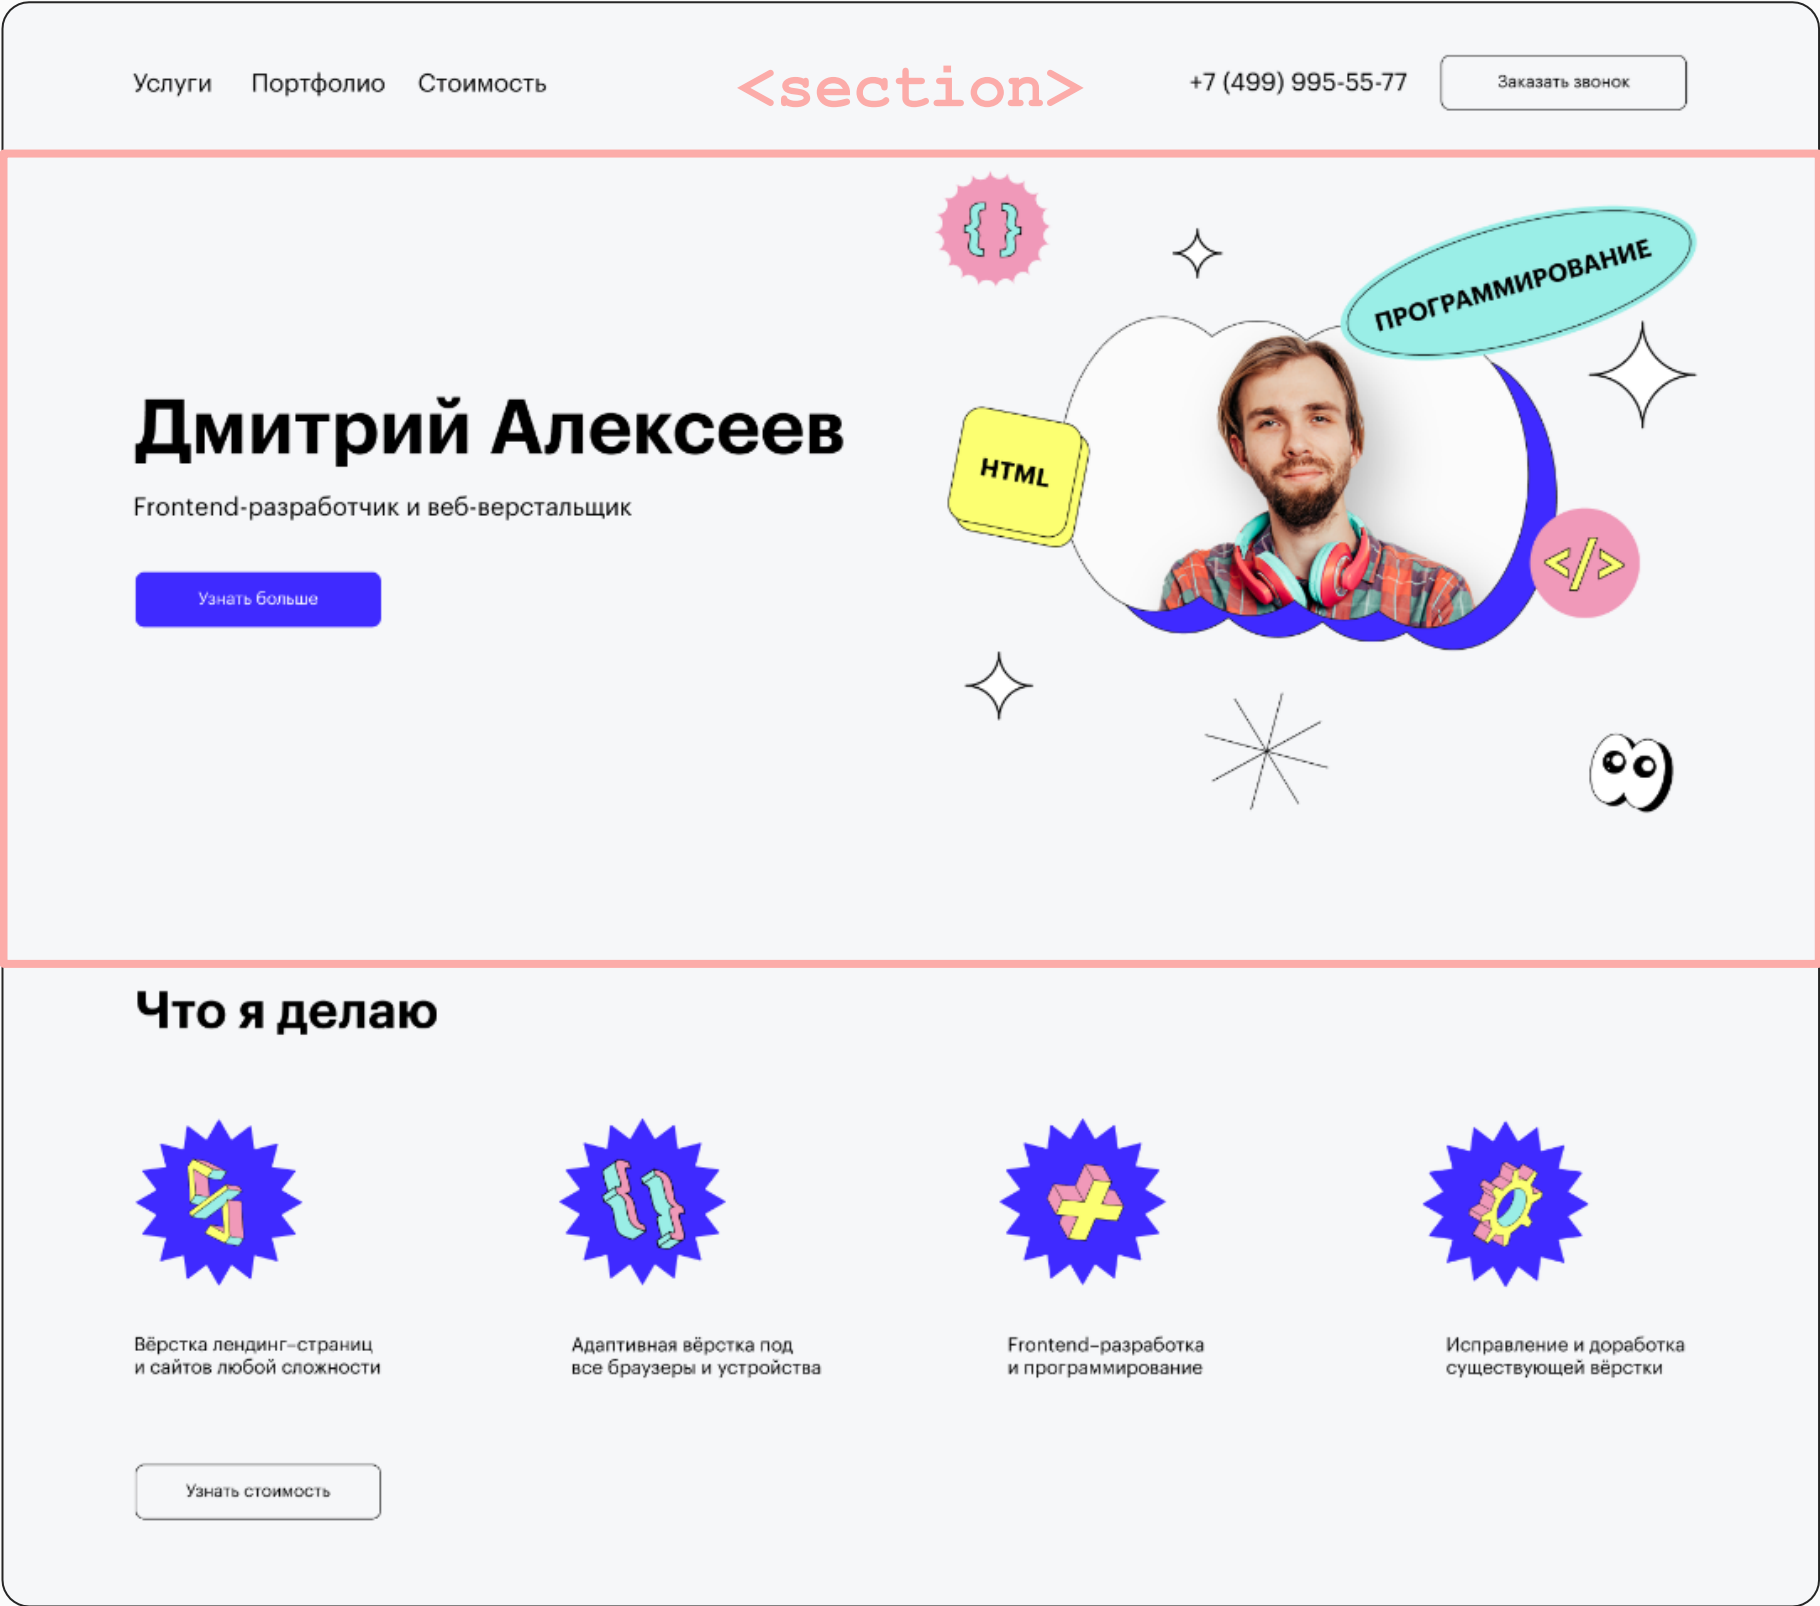 Услуги Портфолио Стоимость <section> +7 (499) 995-55-77 Заказать звонок
{ }
ПРОГРАММИРОВАНИЕ
Дмитрий Алексеев
HTML
Frontend-разработчик и веб-верстальщик
</>
Узнать больше
Что я делаю
Вёрстка лендинг-страниц
и сайтов любой сложности
Адаптивная вёрстка под
все браузеры и устройства
Frontend-разработка
и программирование
Исправление и доработка
существующей вёрстки
Узнать стоимость